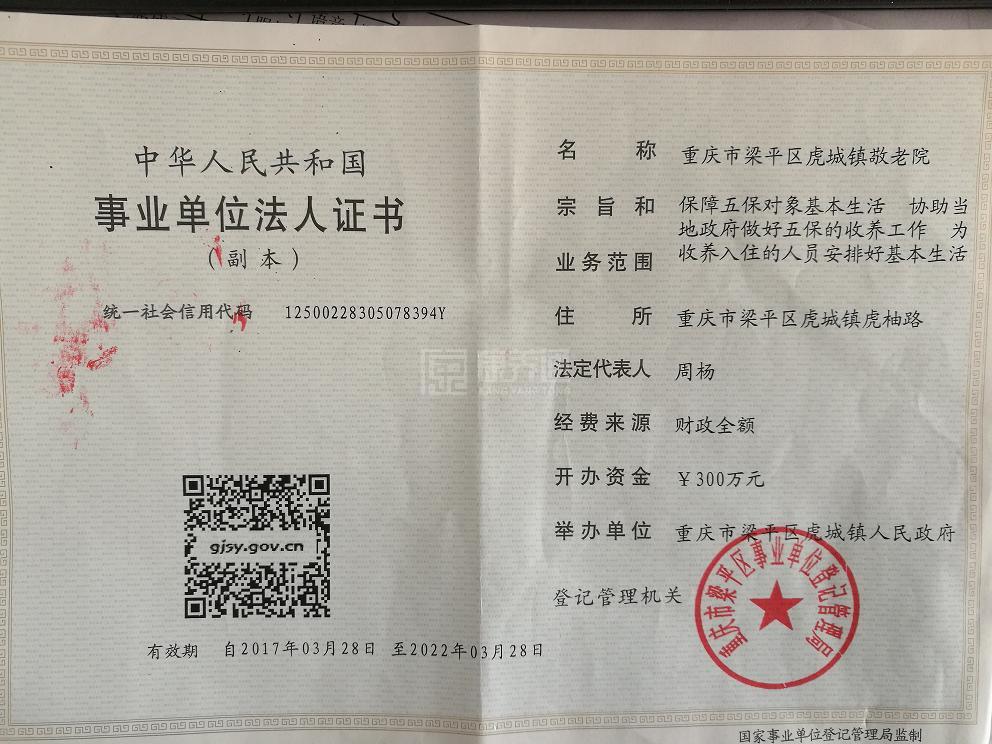 中华人民共和国
事业单位法人证书
（副本）
统一社会信用代码 12500228305078394Y
gjsy.gov.cn
有效期 自2017年03月28日 至2022年03月28日
名称 重庆市梁平区虎城镇敬老院
宗旨和 保障五保对象基本生活 协助当
地政府做好五保的收养工作 为
业务范围 收养入住的人员安排好基本生活
住所 重庆市梁平区虎城镇虎柚路
法定代表人 周杨
经费来源 财政全额
开办资金 ￥300万元
举办单位 重庆市梁平区虎城镇人民政府
登记管理机关
重庆市梁平区事业单位登记管理局
国家事业单位登记管理局监制